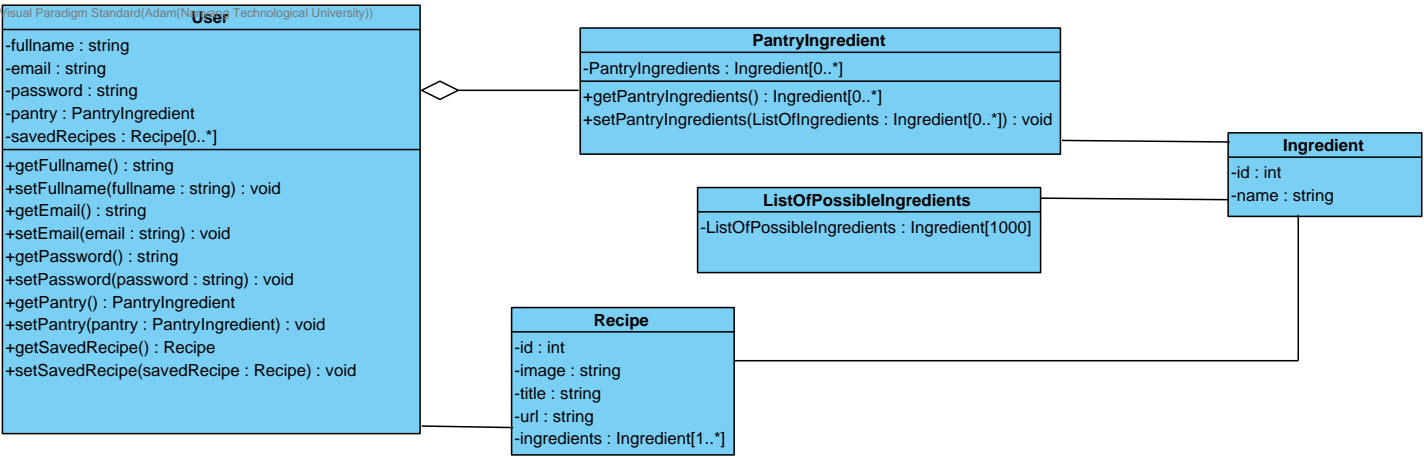 Visual Paradigm Standard(Adam(Nanyang Technological University))
User
-fullname : string
-email : string
-password : string
-pantry : PantryIngredient
-savedRecipes : Recipe[0..*]
+getFullname() : string
+setFullname(fullname : string) : void
+getEmail() : string
+setEmail(email : string) : void
+getPassword() : string
+setPassword(password : string) : void
+getPantry() : PantryIngredient
+setPantry(pantry : PantryIngredient) : void
+getSavedRecipe() : Recipe
+setSavedRecipe(savedRecipe : Recipe) : void
PantryIngredient
-PantryIngredients : Ingredient[0..*]
+getPantryIngredients() : Ingredient[0..*]
+setPantryIngredients(ListOfIngredients : Ingredient[0..*]) : void
Ingredient
-id : int
-name : string
ListOfPossibleIngredients
-ListOfPossibleIngredients : Ingredient[1000]
Recipe
-id : int
-image : string
-title : string
-url : string
-ingredients : Ingredient[1..*]